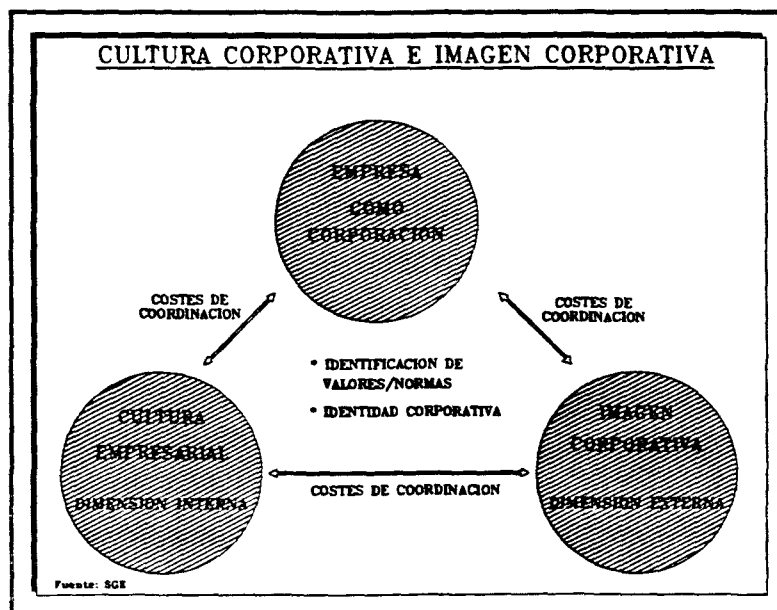 CULTURA CORPORATIVA E IMAGEN CORPORATIVA
EMPRESA
COMO
CORPORACION
COSTES DE
COORDINACION
COSTES DE
COORDINACION
* IDENTIFICACION DE
VALORES/NORMAS
* IDENTIDAD CORPORATIVA
CULTURA
EMPRESARIAL
DIMENSION INTERNA
IMAGEN
CORPORATIVA
DIMENSION EXTERNA
COSTES DE COORDINACION
Fuente: SGE